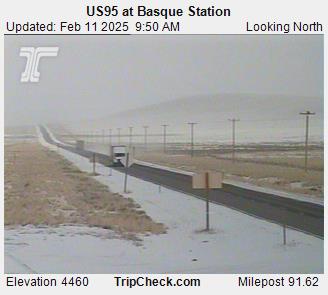 US95 at Basque Station
Updated: Feb 11 2025 9:50 AM Looking North
Elevation 4460 TripCheck.com Milepost 91.62